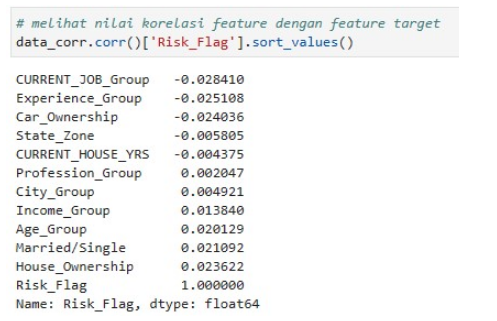 # melihat nilai korelasi feature dengan feature target
data_corr.corr()['Risk_Flag'].sort_values()
CURRENT_JOB_Group -0.028410
Experience_Group -0.025108
Car_Ownership -0.024036
State_Zone -0.005805
CURRENT_HOUSE_YRS -0.004375
Profession_Group 0.002047
City_Group 0.004921
Income_Group 0.013840
Age_Group 0.020129
Married/Single 0.021092
House_Ownership 0.023622
Risk_Flag 1.000000
Name: Risk_Flag, dtype: float64